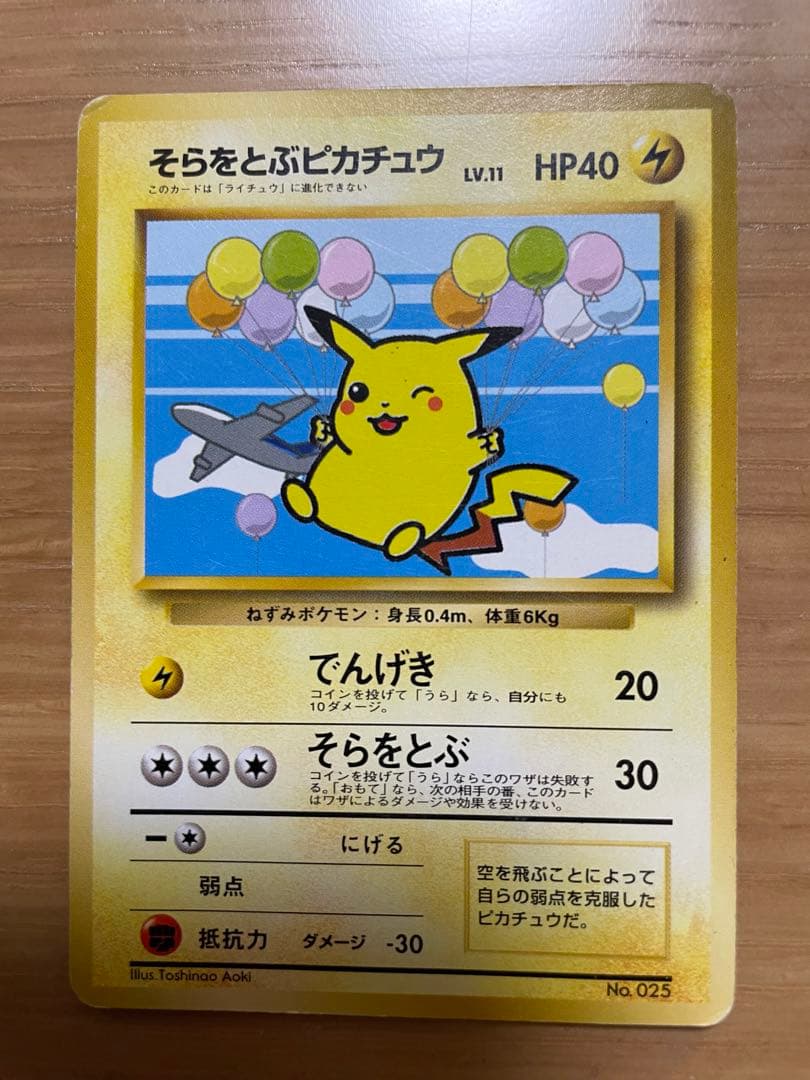 そらをとぶピカチュウ LV.11 HP40
このカードは「ライチュウ」に進化できない
ねずみポケモン：身長0.4m、体重6Kg
でんげき 20
コインを投げて「うら」なら、自分にも
10ダメージ。
そらをとぶ 30
コインを投げて「うら」ならこのワザは失敗す
る。「おもて」なら、次の相手の番、このカード
はワザによるダメージや効果を受けない。
にげる
弱点
抵抗力 ダメージ -30
空を飛ぶことによって
自らの弱点を克服した
ピカチュウだ。
Illus. Toshinao Aoki
No. 025